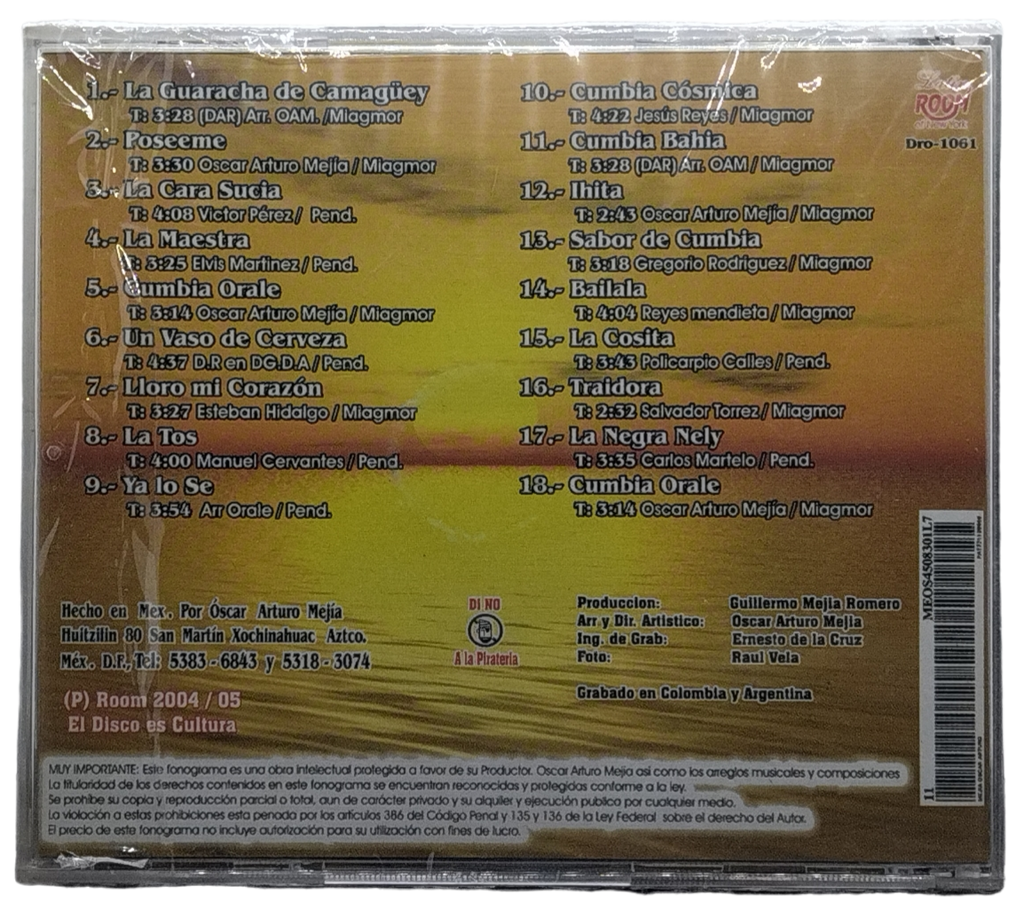 1.- La Guaracha de Camagüey
T: 3:28 (DAR) Arr. OAM. /Miagmor
2.- Poseeme
T: 3:30 Oscar Arturo Mejía / Miagmor
3.- La Cara Sucia
T: 4:08 Victor Pérez / Pend.
4.- La Maestra
T: 3:25 Elvis Martinez / Pend.
5.- Cumbia Orale
T: 3:14 Oscar Arturo Mejía / Miagmor
6.- Un Vaso de Cerveza
T: 4:37 D.R en DG.D.A / Pend.
7.- Lloro mi Corazón
T: 3:27 Esteban Hidalgo / Miagmor
8.- La Tos
T: 4:00 Manuel Cervantes / Pend.
9.- Ya lo Se
T: 3:54 Arr Orale / Pend.
10.- Cumbia Cósmica
T: 4:22 Jesús Reyes / Miagmor
11.- Cumbia Bahia
T: 3:28 (DAR) Arr. OAM / Miagmor
12.- Ihita
T: 2:43 Oscar Arturo Mejía / Miagmor
13.- Sabor de Cumbia
T: 3:18 Gregorio Rodriguez / Miagmor
14.- Bailala
T: 4:04 Reyes mendieta / Miagmor
15.- La Cosita
T: 3:43 Policarpio Calles / Pend.
16.- Traidora
T: 2:32 Salvador Torrez / Miagmor
17.- La Negra Nely
T: 3:35 Carlos Martelo / Pend.
18.- Cumbia Orale
T: 3:14 Oscar Arturo Mejía / Miagmor
ROOM
Dro-1061
Hecho en Mex. Por Óscar Arturo Mejía
Huitzilin 80 San Martín Xochinahuac Aztco.
Méx. D.F., Tel: 5383-6843 y 5318-3074
(P) Room 2004 / 05
El Disco es Cultura
DI NO
A la Piratería
Produccion: Guillermo Mejia Romero
Arr y Dir. Artistico: Oscar Arturo Mejia
Ing. de Grab: Ernesto de la Cruz
Foto: Raul Vela
Grabado en Colombia y Argentina
MEOS4508301L7
11
MUY IMPORTANTE: Este fonograma es una obra intelectual protegida a favor de su Productor. Oscar Arturo Mejia asi como los arreglos musicales y composiciones
La titularidad de los derechos contenidos en este fonograma se encuentran reconocidas y protegidas conforme a la ley.
Se prohibe su copia y reproducción parcial o total, aun de carácter privado y su alquiler y ejecución publica por cualquier medio.
La violación a estas prohibiciones esta penada por los artículos 386 del Código Penal y 135 y 136 de la Ley Federal sobre el derecho del Autor.
El precio de este fonograma no incluye autorización para su utilización con fines de lucro.